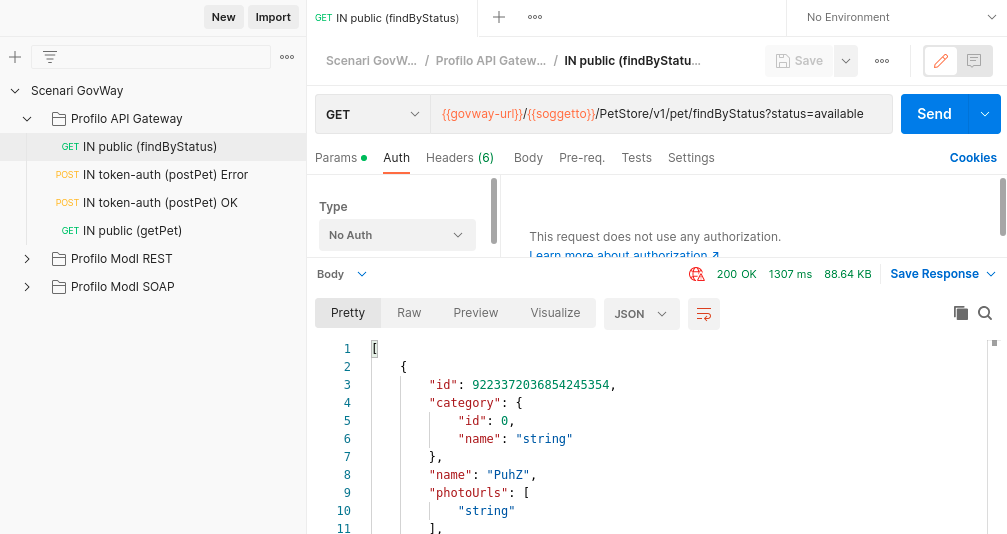 New Import
GET IN public (findByStatus)
No Environment
Scenari GovW... / Profilo API Gatew... / IN public (findByStatu...
Save
Scenari GovWay
Profilo API Gateway
GET IN public (findByStatus)
POST IN token-auth (postPet) Error
POST IN token-auth (postPet) OK
GET IN public (getPet)
Profilo ModI REST
Profilo ModI SOAP
GET {{govway-url}}/{{soggetto}}/PetStore/v1/pet/findByStatus?status=available
Send
Params Auth Headers (6) Body Pre-req. Tests Settings Cookies
Type
No Auth
This request does not use any authorization.
Learn more about authorization ↗
Body 200 OK 1307 ms 88.64 KB Save Response
Pretty Raw Preview Visualize JSON
1 [
2 {
3 "id": 9223372036854245354,
4 "category": {
5 "id": 0,
6 "name": "string"
7 },
8 "name": "PuhZ",
9 "photoUrls": [
10 "string"
11 ],